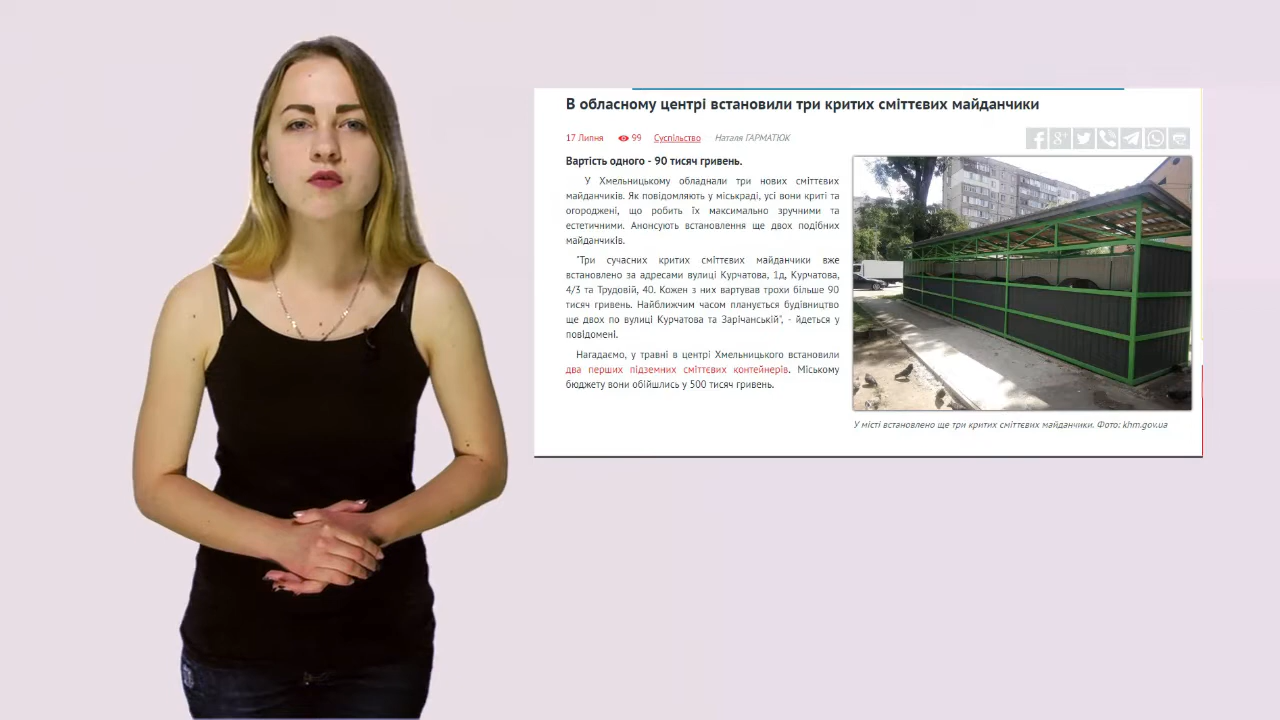 В обласному центрі встановили три критих сміттєвих майданчики
17 Липня 99 Суспільство Наталя ГАРМАТЮК
Вартість одного - 90 тисяч гривень.
У Хмельницькому обладнали три нових сміттєвих
майданчиків. Як повідомляють у міськраді, усі вони криті та
огороджені, що робить їх максимально зручними та
естетичними. Анонсують встановлення ще двох подібних
майданчиків.
"Три сучасних критих сміттєвих майданчики вже
встановлено за адресами вулиці Курчатова, 1д, Курчатова,
4/3 та Трудовій, 40. Кожен з них вартував трохи більше 90
тисяч гривень. Найближчим часом планується будівництво
ще двох по вулиці Курчатова та Зарічанській", - йдеться у
повідомені.
Нагадаємо, у травні в центрі Хмельницького встановили
два перших підземних сміттєвих контейнерів. Міському
бюджету вони обійшлись у 500 тисяч гривень.
У місті встановлено ще три критих сміттєвих майданчики. Фото: khm.gov.ua